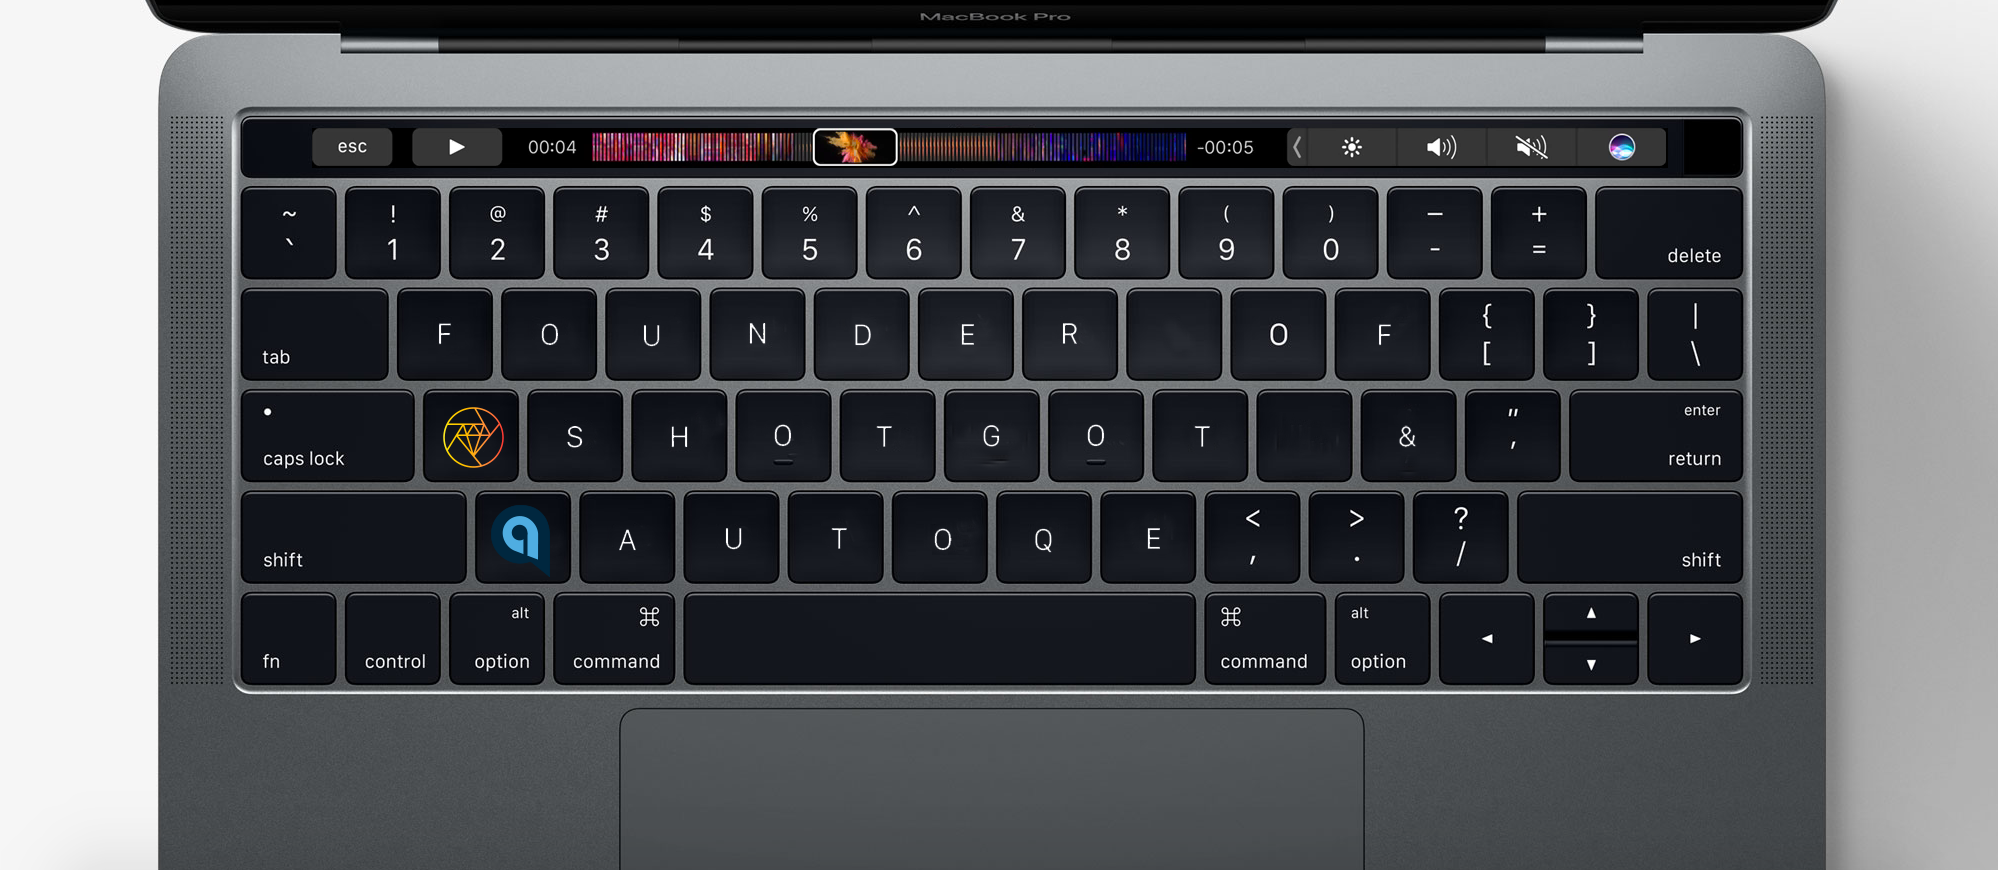 MacBook Pro
esc 00:04 -00:05
~ ! @ # $ % ^ & * ( ) – +
` 1 2 3 4 5 6 7 8 9 0 - = delete
tab F O U N D E R O F { [ } ] | \
caps lock S H O T G O T & " ' enter return
shift A U T O Q E < , > . ? / shift
fn control alt option ⌘ command ⌘ command alt option